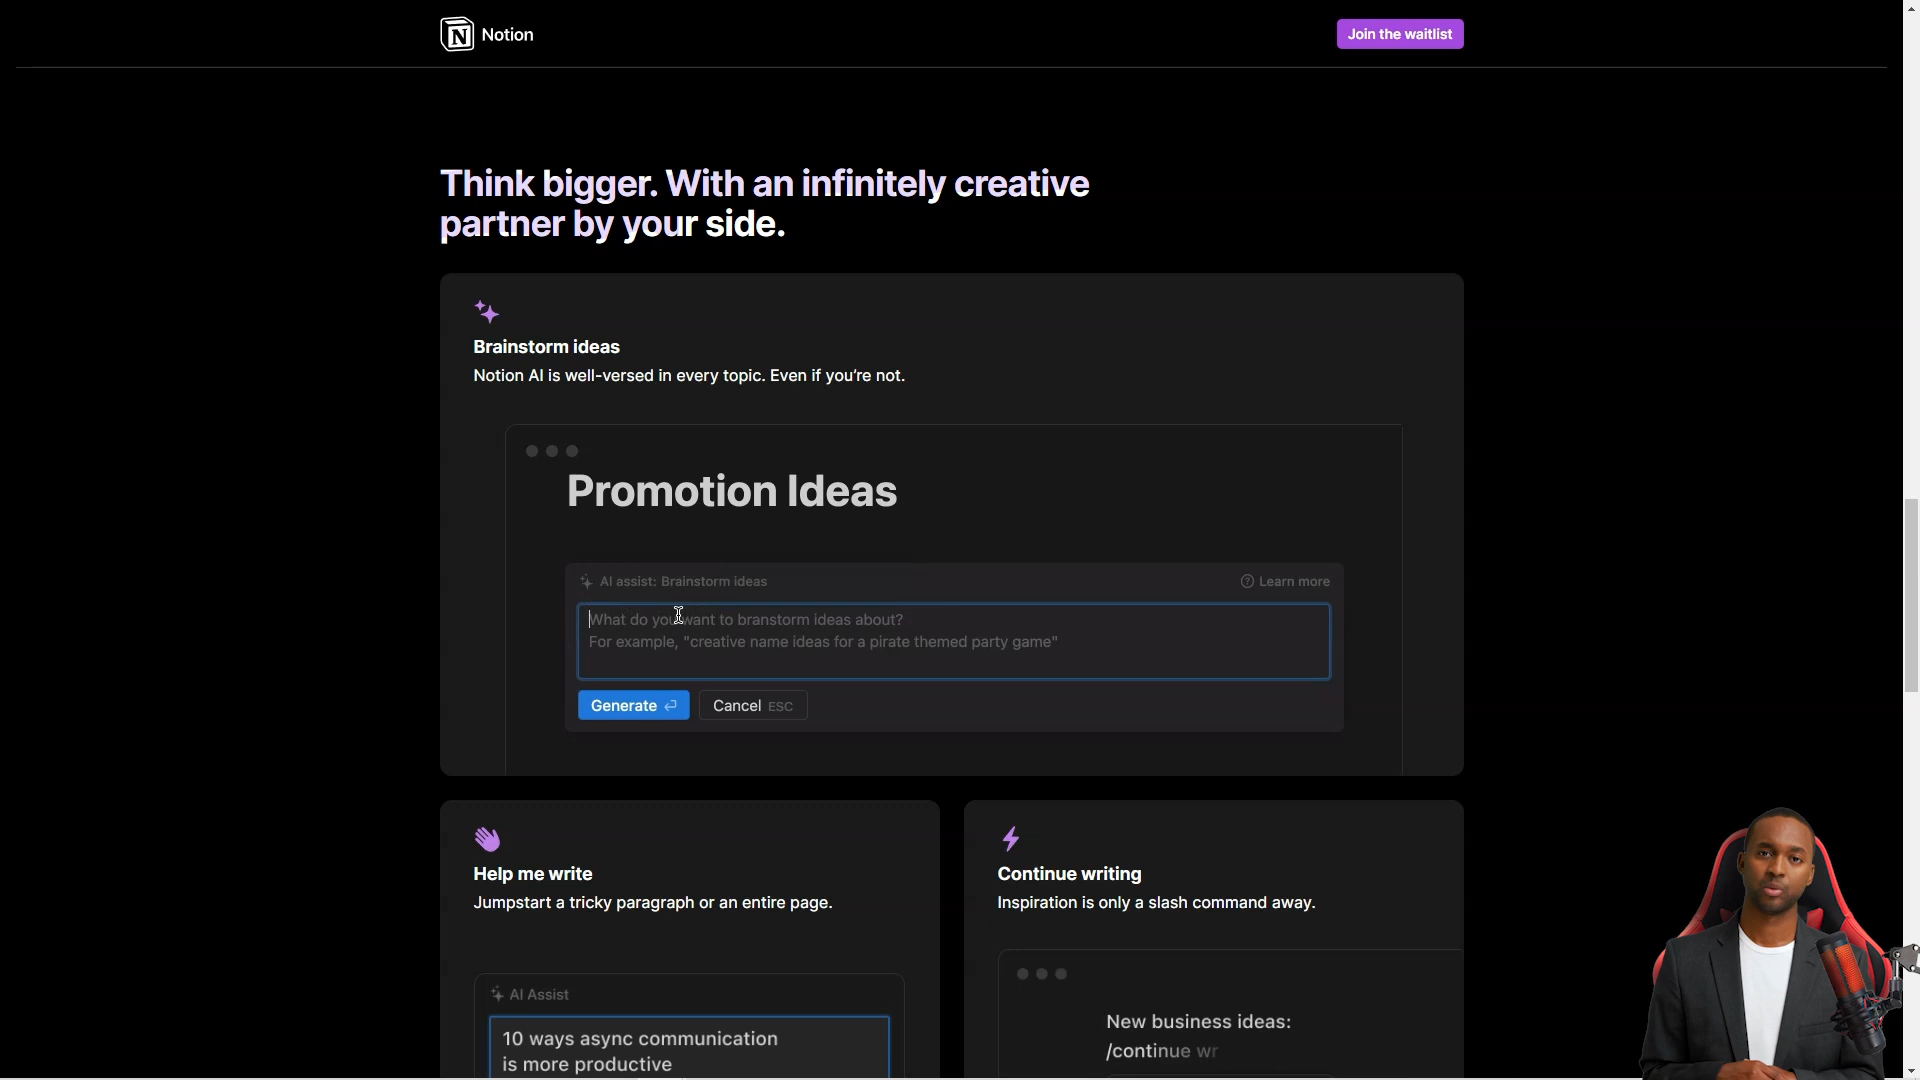 Notion
Join the waitlist
Think bigger. With an infinitely creative
partner by your side.
Brainstorm ideas
Notion AI is well-versed in every topic. Even if you're not.
Promotion Ideas
AI assist: Brainstorm ideas
Learn more
What do you want to branstorm ideas about?
For example, "creative name ideas for a pirate themed party game"
Generate
Cancel ESC
Help me write
Jumpstart a tricky paragraph or an entire page.
Continue writing
Inspiration is only a slash command away.
AI Assist
10 ways async communication
is more productive
New business ideas:
/continue wr